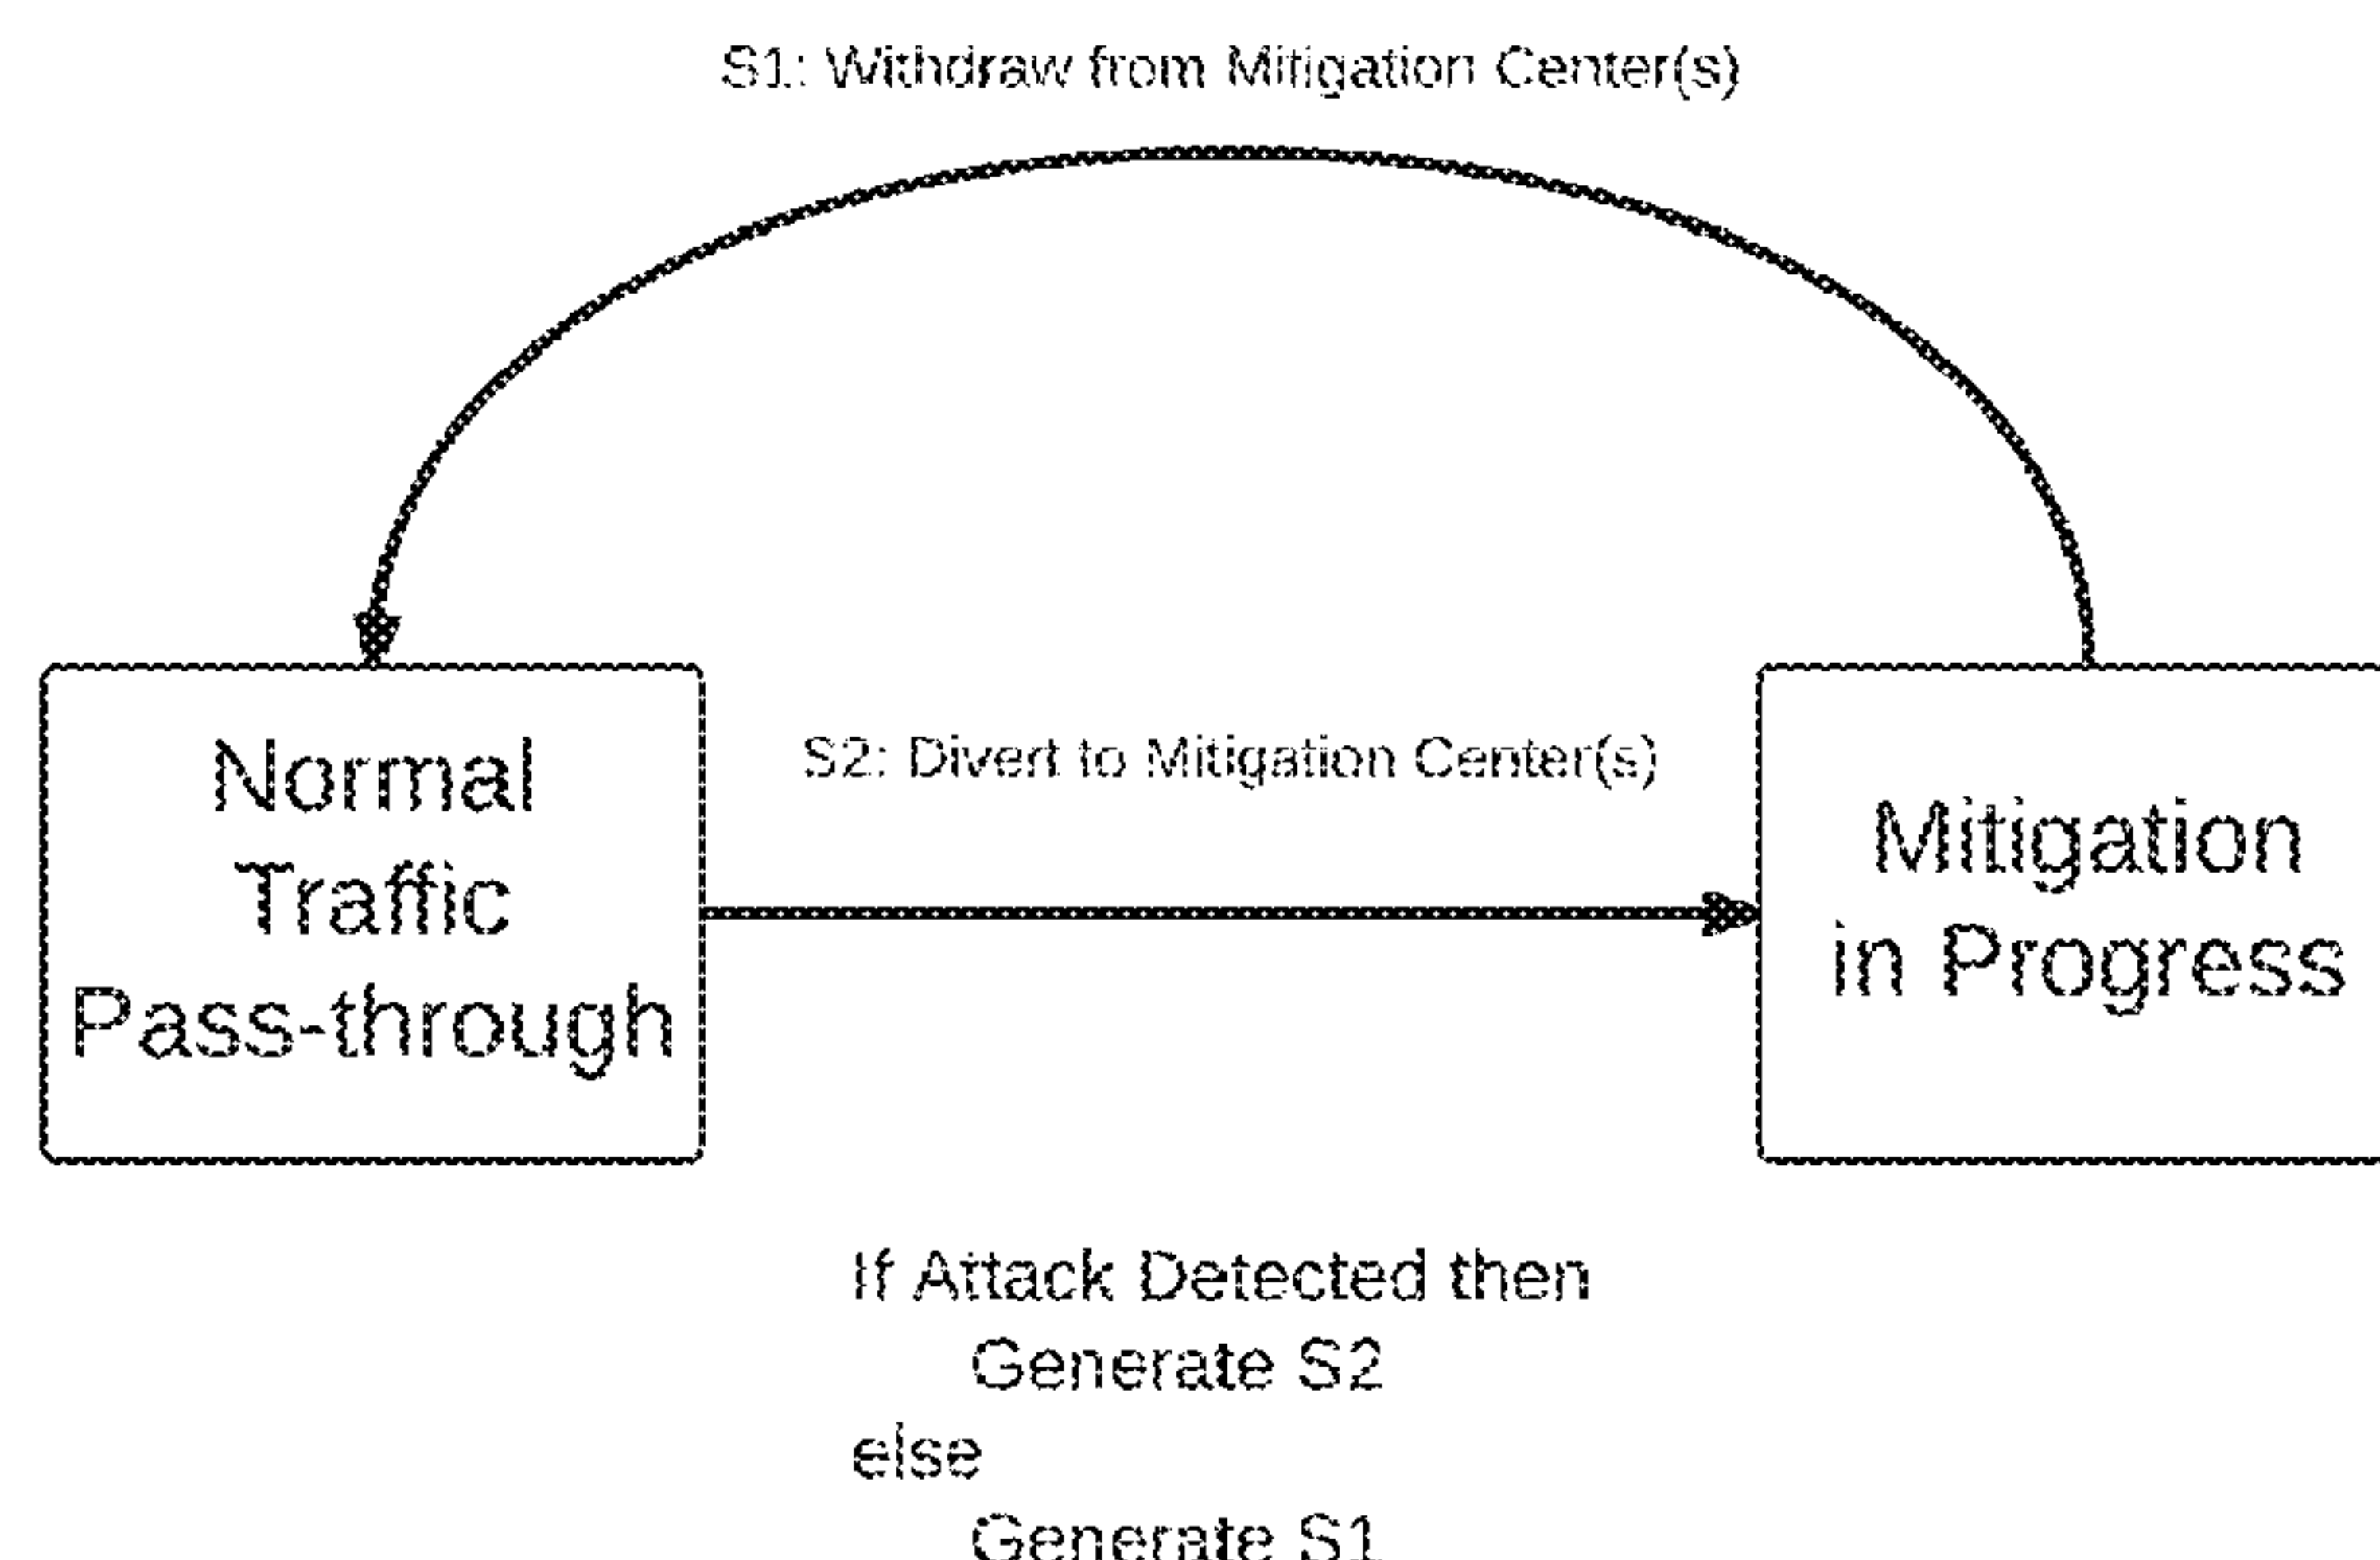 S1: Withdraw from Mitigation Center(s)
Normal
Traffic
Pass-through
S2: Divert to Mitigation Center(s)
Mitigation
in Progress
If Attack Detected then
Generate S2
else
Generate S1